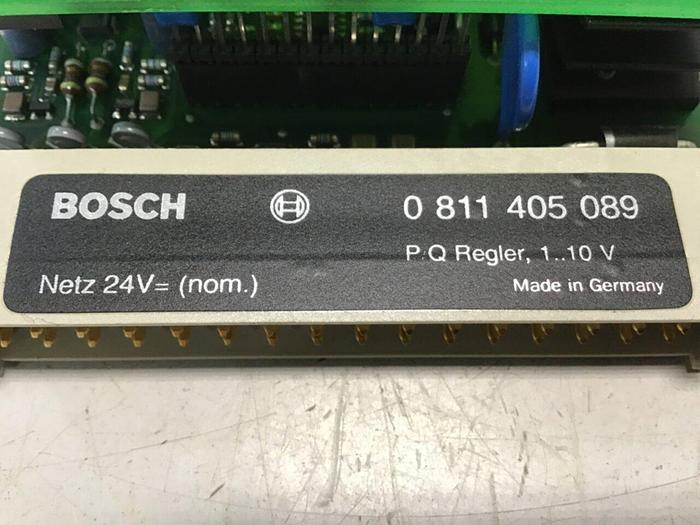 BOSCH 0 811 405 089
P/Q Regler, 1..10 V
Netz 24V= (nom.)
Made in Germany